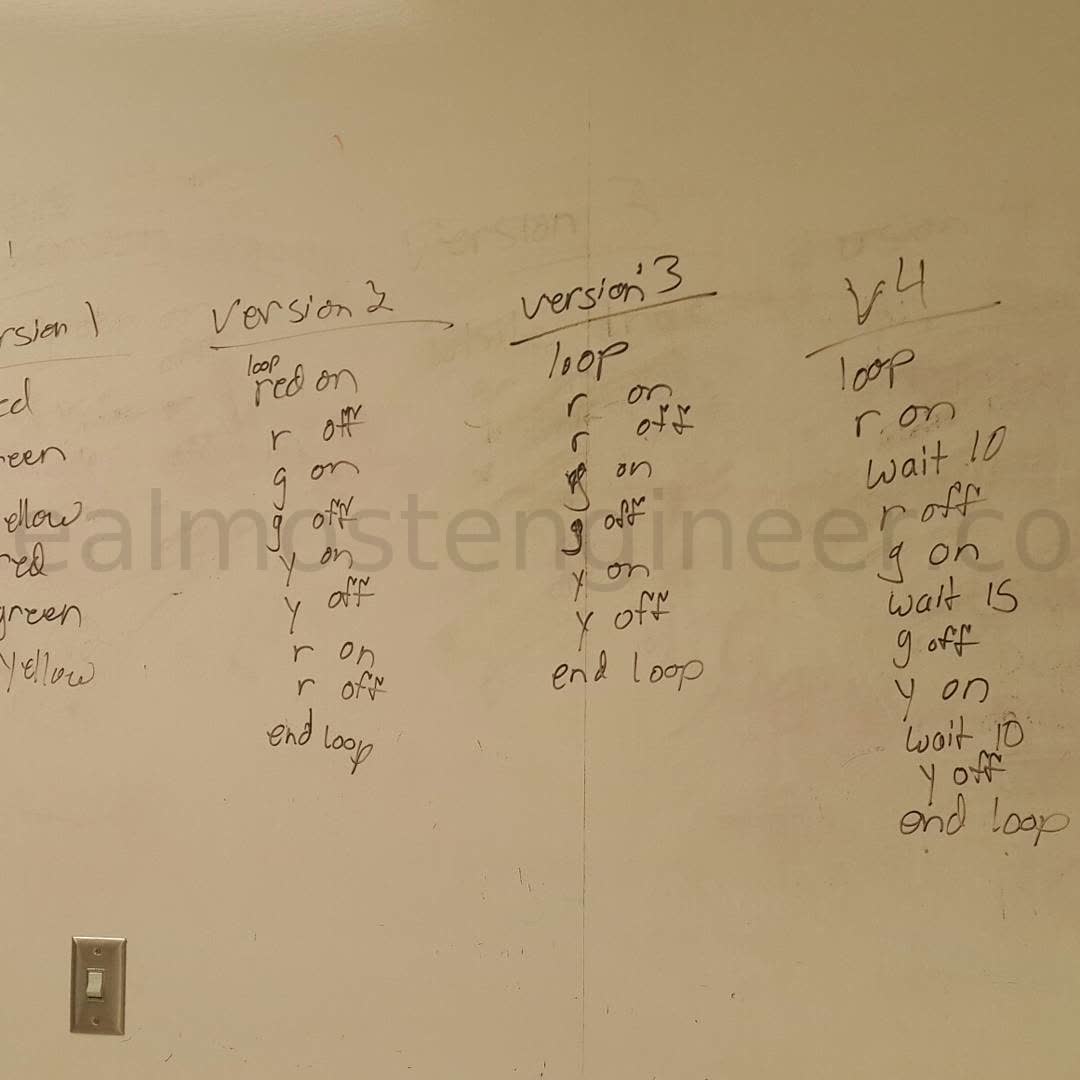 rsion 1
ed
reen
ellow
red
green
yellow
version 2
loop
red on
r off
g on
g off
y on
y off
r on
r off
end loop
version 3
loop
r on
r off
g on
g off
y on
y off
end loop
v4
loop
r on
wait 10
r off
g on
wait 15
g off
y on
wait 10
y off
end loop
ealmostengineer.co